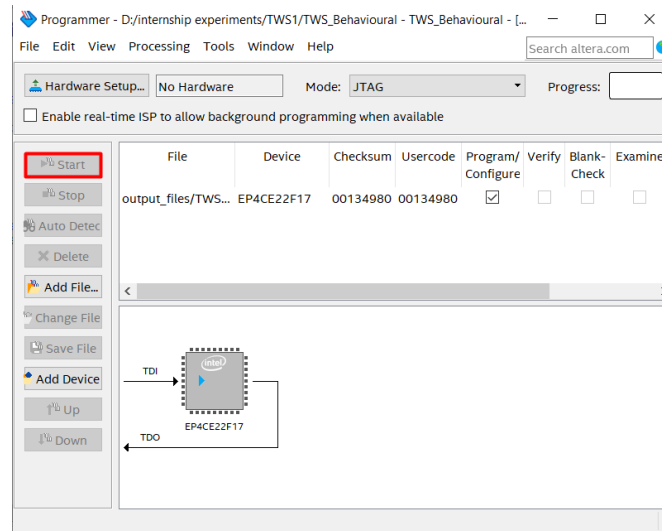 Programmer - D:/internship experiments/TWS1/TWS_Behavioural - TWS_Behavioural - [...
File Edit View Processing Tools Window Help
Search altera.com
Hardware Setup... No Hardware Mode: JTAG Progress:
Enable real-time ISP to allow background programming when available
Start
Stop
Auto Detec
Delete
Add File...
Change File
Save File
Add Device
Up
Down
File Device Checksum Usercode Program/ Verify Blank- Examine
Configure Check
output_files/TWS... EP4CE22F17 00134980 00134980
TDI
intel
EP4CE22F17
TDO